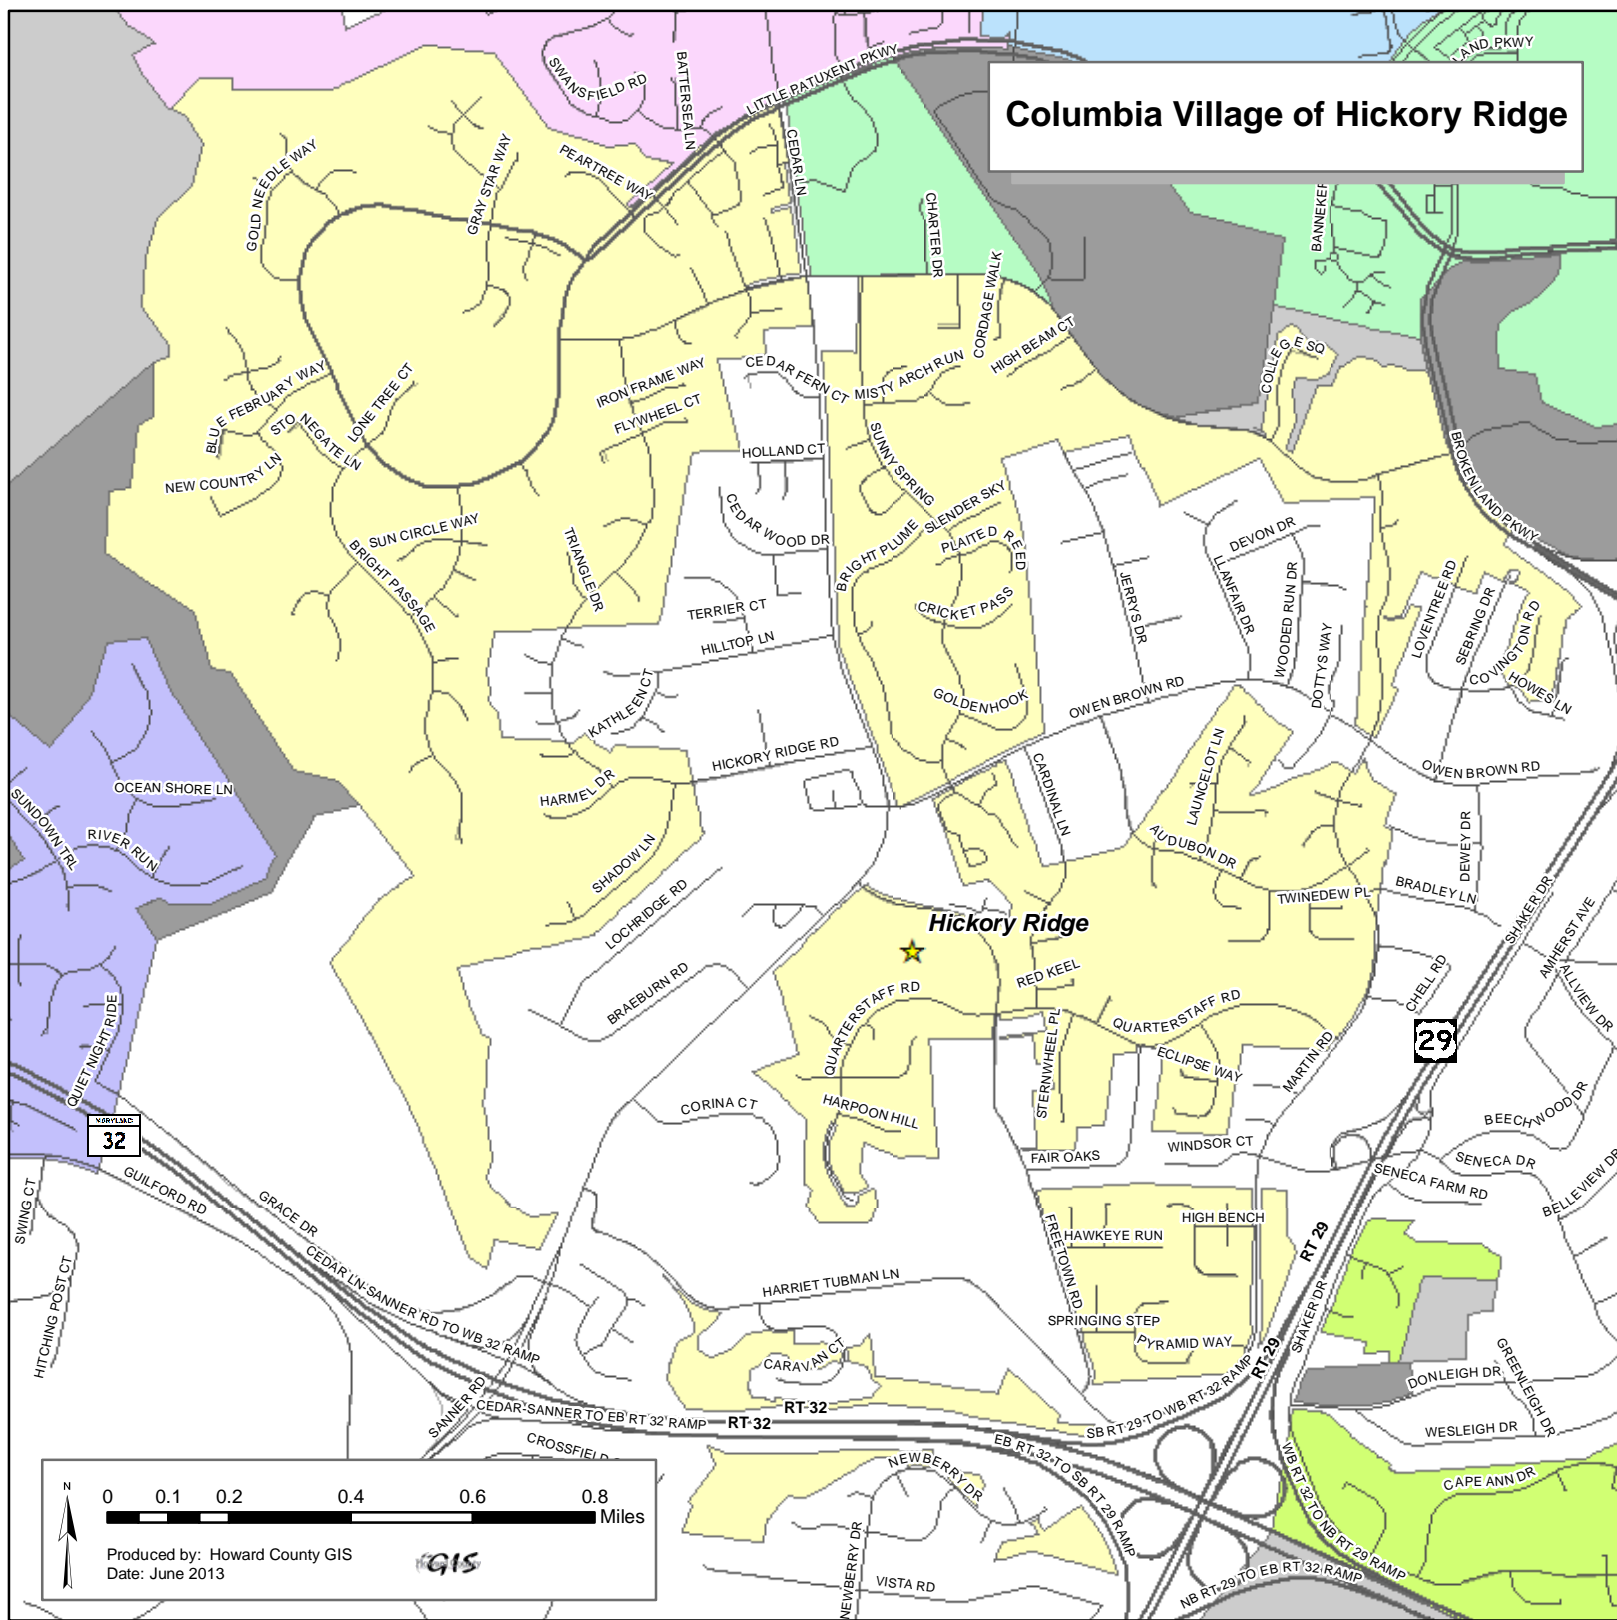 Columbia Village of Hickory Ridge
LAND PKWY
SWANSFIELD RD
BATTERSEA LN
LITTLE PATUXENT PKWY
CEDAR LN
PEARTREE WAY
GRAY STAR WAY
GOLD NEEDLE WAY
CHARTER DR
CORDAGE WALK
BANNEKER
HIGH BEAM CT
COLLEGE SQ
IRON FRAME WAY
FLYWHEEL CT
CEDAR FERN CT
MISTY ARCH RUN
BLUE FEBRUARY WAY
LONE TREE CT
STONEGATE LN
NEW COUNTRY LN
HOLLAND CT
SUNNY SPRING
CEDAR WOOD DR
SLENDER SKY
BRIGHT PLUME
PLAITED REED
BROKEN LAND PKWY
SUN CIRCLE WAY
BRIGHT PASSAGE
TRIANGLE DR
DEVON DR
LLANFAIR DR
WOODED RUN DR
JERRYS DR
DOTTYS WAY
LOVENTREE RD
SEBRING DR
COVINGTON RD
HOWES LN
TERRIER CT
HILLTOP LN
CRICKET PASS
KATHLEEN CT
GOLDENHOOK
OWEN BROWN RD
HICKORY RIDGE RD
HARMEL DR
CARDINAL LN
LAUNCELOT LN
OWEN BROWN RD
OCEAN SHORE LN
SUNDOWN TRL
RIVER RUN
SHADOW LN
LOCHRIDGE RD
AUDUBON DR
DEWEY DR
TWINEDEW PL
BRADLEY LN
SHAKER DR
AMHERST AVE
ALLVIEW DR
Hickory Ridge
RED KEEL
BRAEBURN RD
QUARTERSTAFF RD
QUARTERSTAFF RD
CHELL RD
29
QUIET NIGHT RIDE
STERNWHEEL PL
ECLIPSE WAY
MARTIN RD
CORINA CT
HARPOON HILL
MARYLAND
32
BEECHWOOD DR
WINDSOR CT
FAIR OAKS
SENECA DR
SENECA FARM RD
BELLEVIEW DR
SWING CT
GUILFORD RD
GRACE DR
HIGH BENCH
HAWKEYE RUN
FREETOWN RD
RT 29
HITCHING POST CT
CEDAR LN-SANNER RD TO WB 32 RAMP
HARRIET TUBMAN LN
SPRINGING STEP
PYRAMID WAY
SHAKER DR
CARAVAN CT
RT 29
SANNER RD
CEDAR-SANNER TO EB RT 32 RAMP
RT 32
RT 32
SB RT 29 TO WB RT 32 RAMP
DONLEIGH DR
GREENLEIGH DR
WESLEIGH DR
CROSSFIELD
EB RT 32 TO SB RT 29 RAMP
NEWBERRY DR
CAPE ANN DR
WB RT 32 TO NB RT 29 RAMP
NEWBERRY DR
VISTA RD
NB RT 29 TO EB RT 32 RAMP
N
0 0.1 0.2 0.4 0.6 0.8
Miles
Produced by: Howard County GIS
Date: June 2013
Howard County
GIS